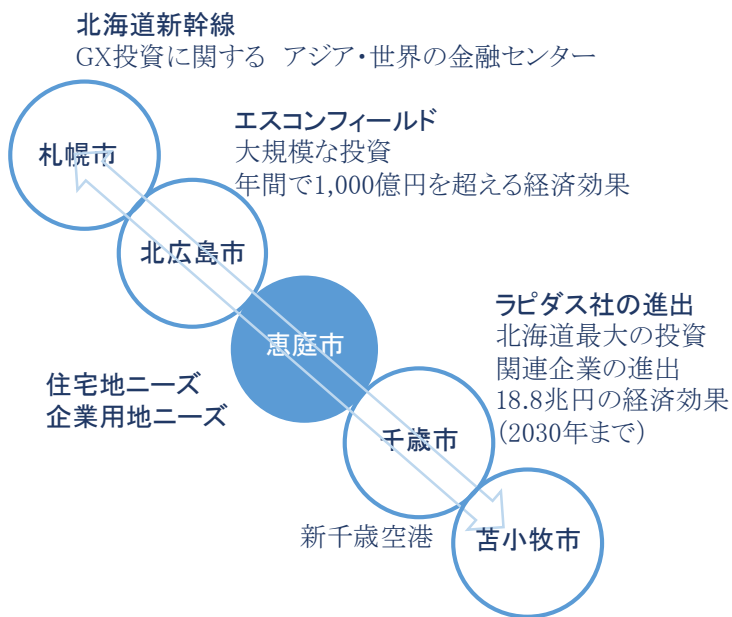 北海道新幹線
GX投資に関する アジア・世界の金融センター
札幌市
エスコンフィールド
大規模な投資
年間で1,000億円を超える経済効果
北広島市
恵庭市
住宅地ニーズ
企業用地ニーズ
ラピダス社の進出
北海道最大の投資
関連企業の進出
18.8兆円の経済効果
(2030年まで)
千歳市
新千歳空港
苫小牧市